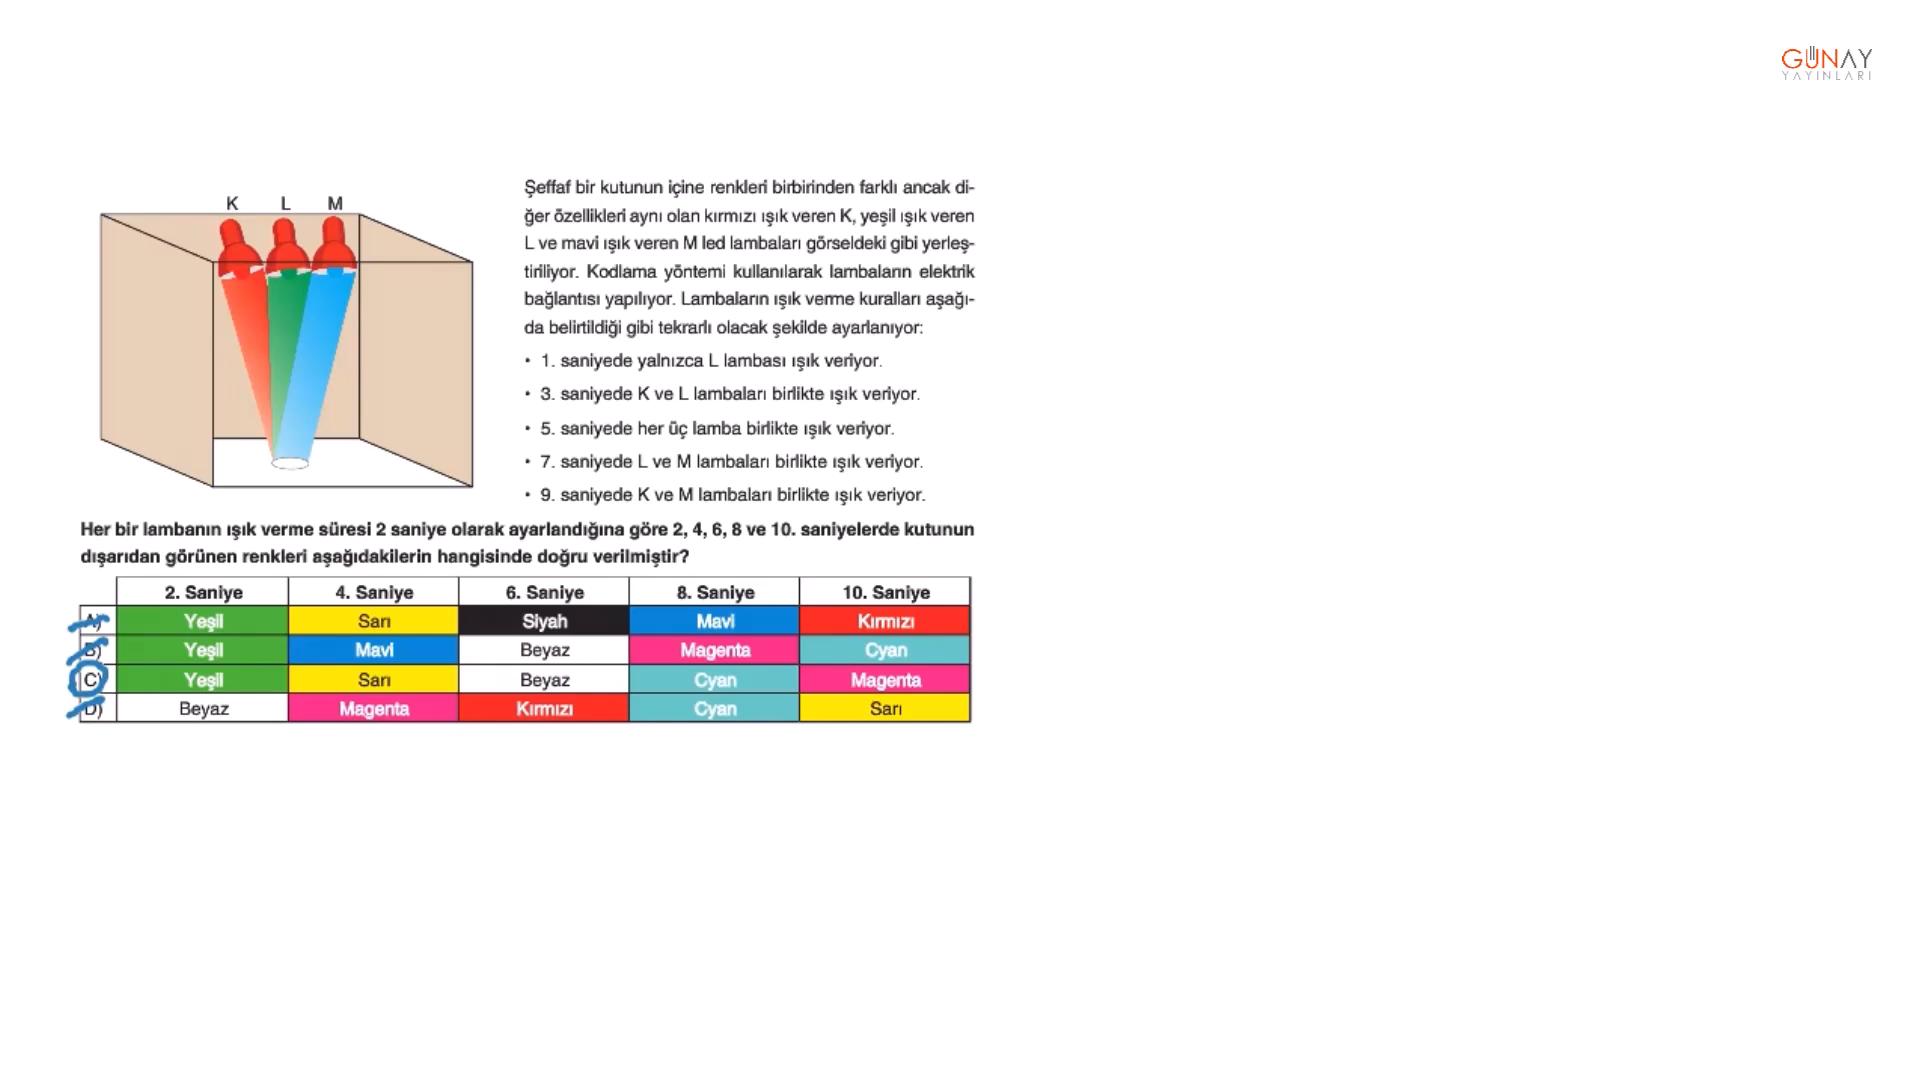 GÜNAY
YAYINLARI
K L M
Şeffaf bir kutunun içine renkleri birbirinden farklı ancak di-
ğer özellikleri aynı olan kırmızı ışık veren K, yeşil ışık veren
L ve mavi ışık veren M led lambaları görseldeki gibi yerleş-
tiriliyor. Kodlama yöntemi kullanılarak lambaların elektrik
bağlantısı yapılıyor. Lambaların ışık verme kuralları aşağı-
da belirtildiği gibi tekrarlı olacak şekilde ayarlanıyor:
• 1. saniyede yalnızca L lambası ışık veriyor.
• 3. saniyede K ve L lambaları birlikte ışık veriyor.
• 5. saniyede her üç lamba birlikte ışık veriyor.
• 7. saniyede L ve M lambaları birlikte ışık veriyor.
• 9. saniyede K ve M lambaları birlikte ışık veriyor.
Her bir lambanın ışık verme süresi 2 saniye olarak ayarlandığına göre 2, 4, 6, 8 ve 10. saniyelerde kutunun
dışarıdan görünen renkleri aşağıdakilerin hangisinde doğru verilmiştir?
2. Saniye 4. Saniye 6. Saniye 8. Saniye 10. Saniye
A) Yeşil Sarı Siyah Mavi Kırmızı
B) Yeşil Mavi Beyaz Magenta Cyan
C) Yeşil Sarı Beyaz Cyan Magenta
D) Beyaz Magenta Kırmızı Cyan Sarı